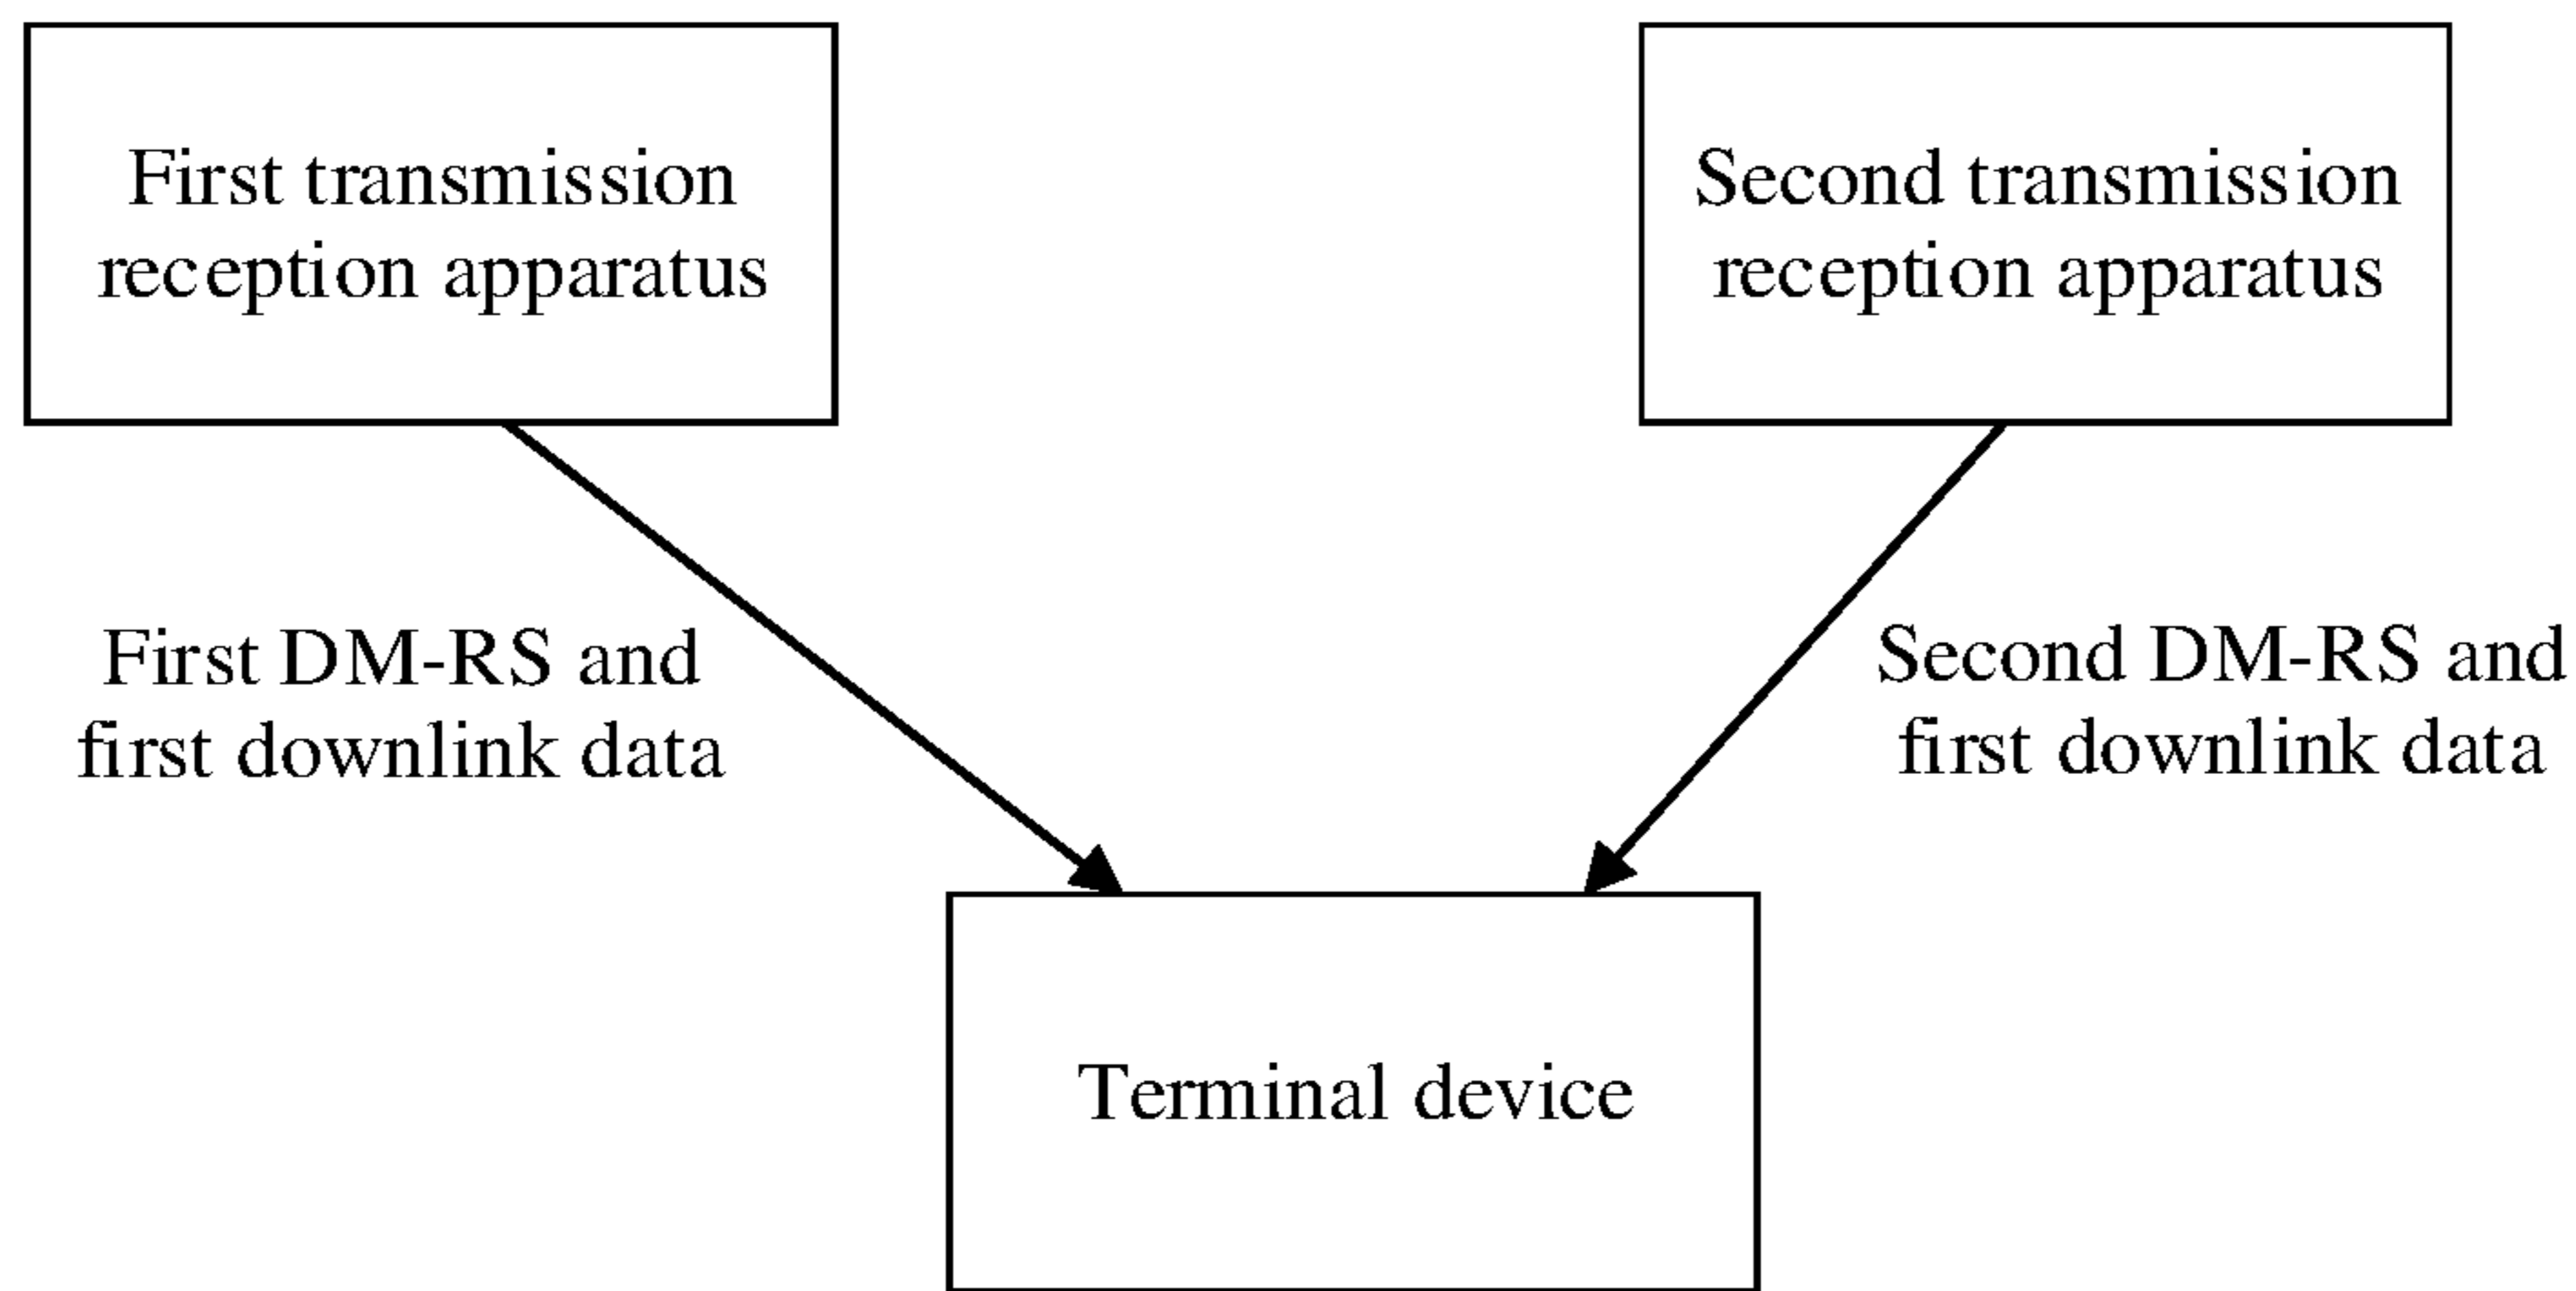 First transmission
reception apparatus
Second transmission
reception apparatus
First DM-RS and
first downlink data
Second DM-RS and
first downlink data
Terminal device